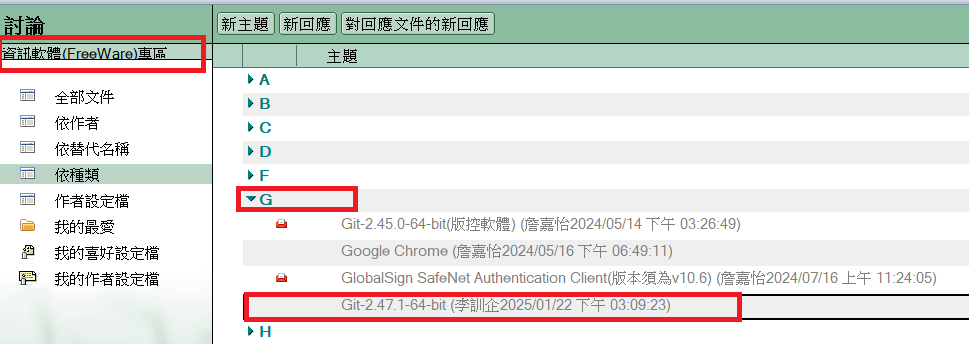 討論
資訊軟體(FreeWare)專區
全部文件
依作者
依替代名稱
依種類
作者設定檔
我的最愛
我的喜好設定檔
我的作者設定檔
新主題 新回應 對回應文件的新回應
主題
A
B
C
D
F
G
Git-2.45.0-64-bit(版控軟體) (詹嘉怡2024/05/14 下午 03:26:49)
Google Chrome (詹嘉怡2024/05/16 下午 06:49:11)
GlobalSign SafeNet Authentication Client(版本須為v10.6) (詹嘉怡2024/07/16 上午 11:24:05)
Git-2.47.1-64-bit (李訓企2025/01/22 下午 03:09:23)
H